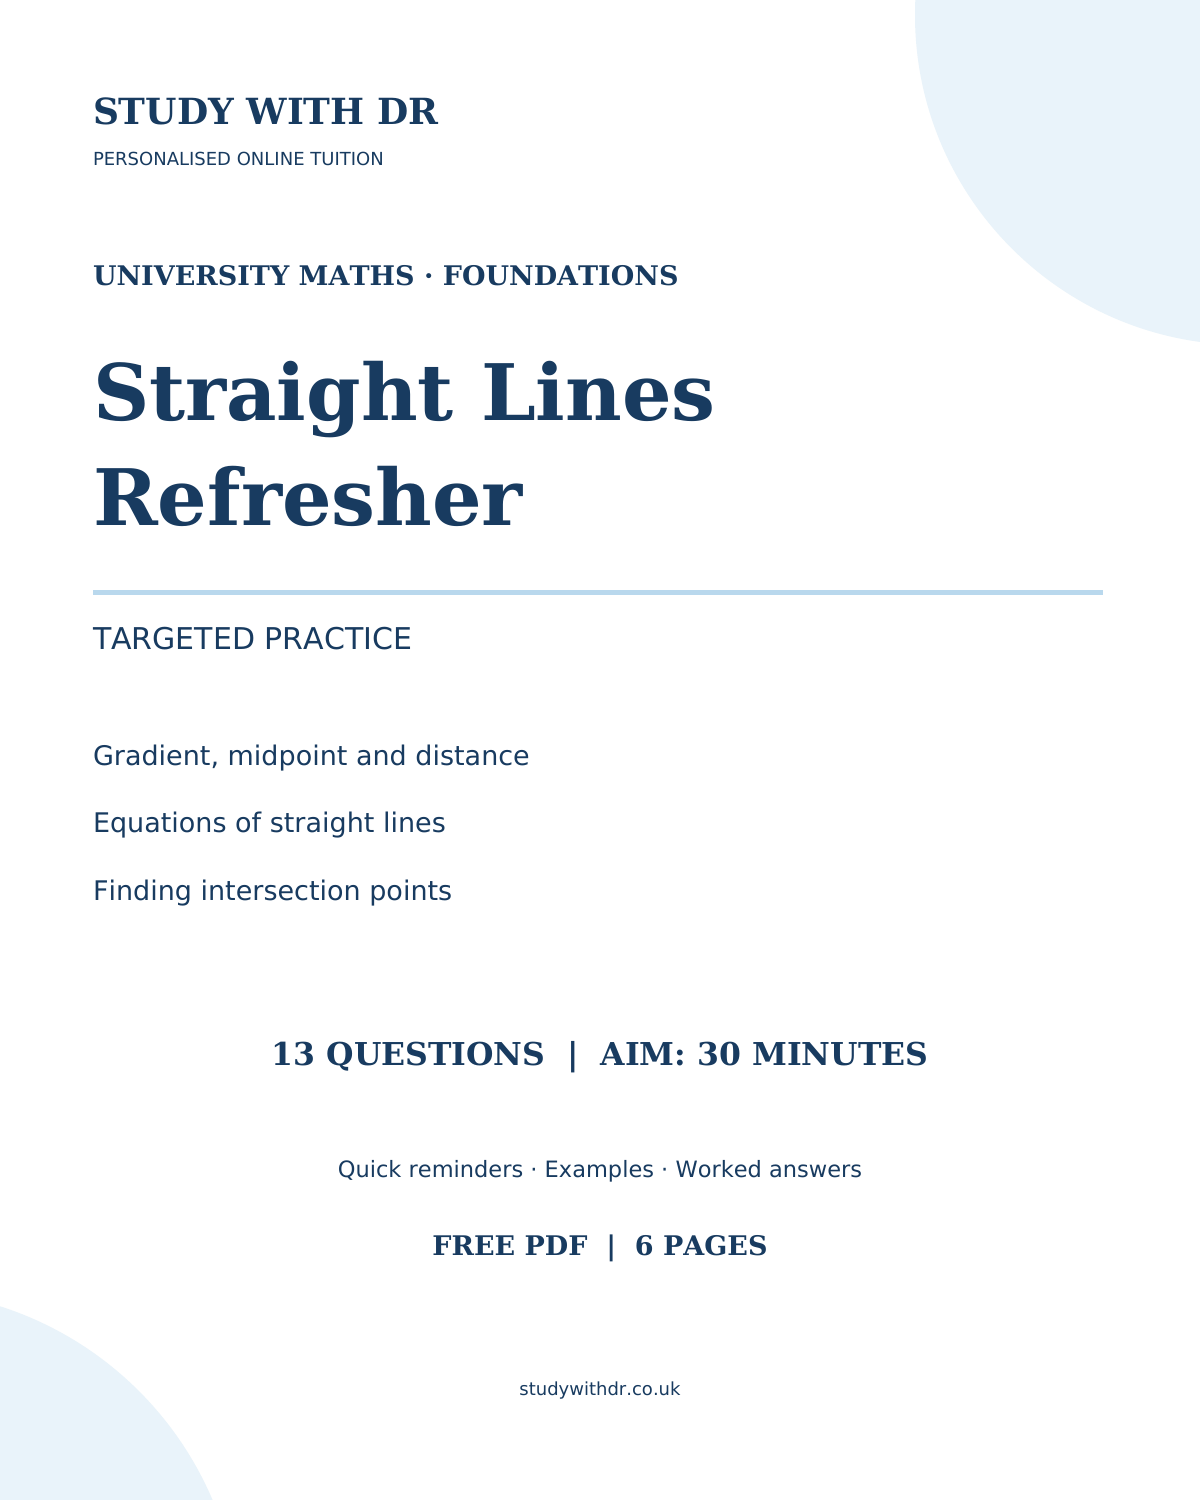 STUDY WITH DR
PERSONALISED ONLINE TUITION
UNIVERSITY MATHS · FOUNDATIONS
Straight Lines
Refresher
TARGETED PRACTICE
Gradient, midpoint and distance
Equations of straight lines
Finding intersection points
13 QUESTIONS | AIM: 30 MINUTES
Quick reminders · Examples · Worked answers
FREE PDF | 6 PAGES
studywithdr.co.uk